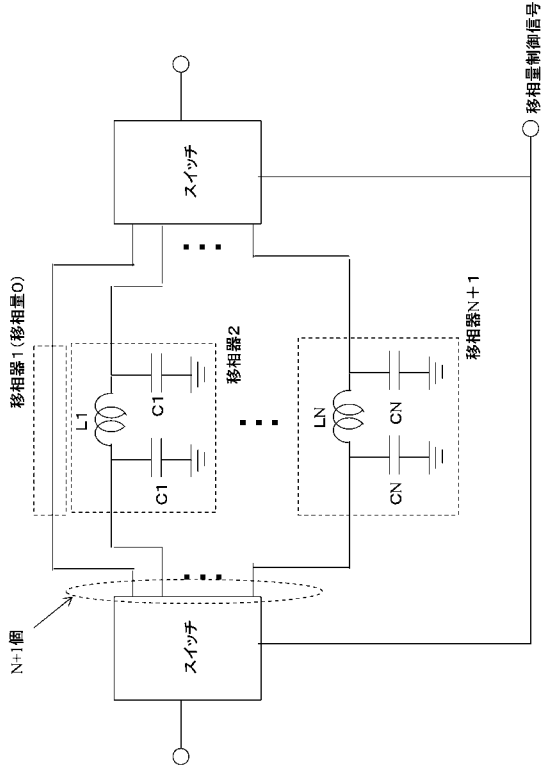 移相器1(移相量0)
L1
C1
C1
移相器2
LN
CN
CN
移相器N+1
N+1個
スイッチ
スイッチ
移相量制御信号